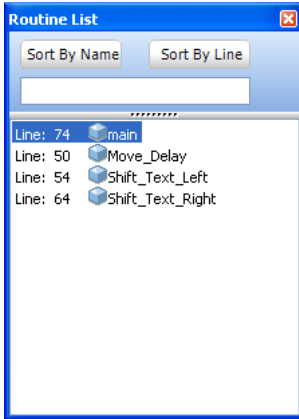 Routine List
Sort By Name Sort By Line
Line: 74 main
Line: 50 Move_Delay
Line: 54 Shift_Text_Left
Line: 64 Shift_Text_Right